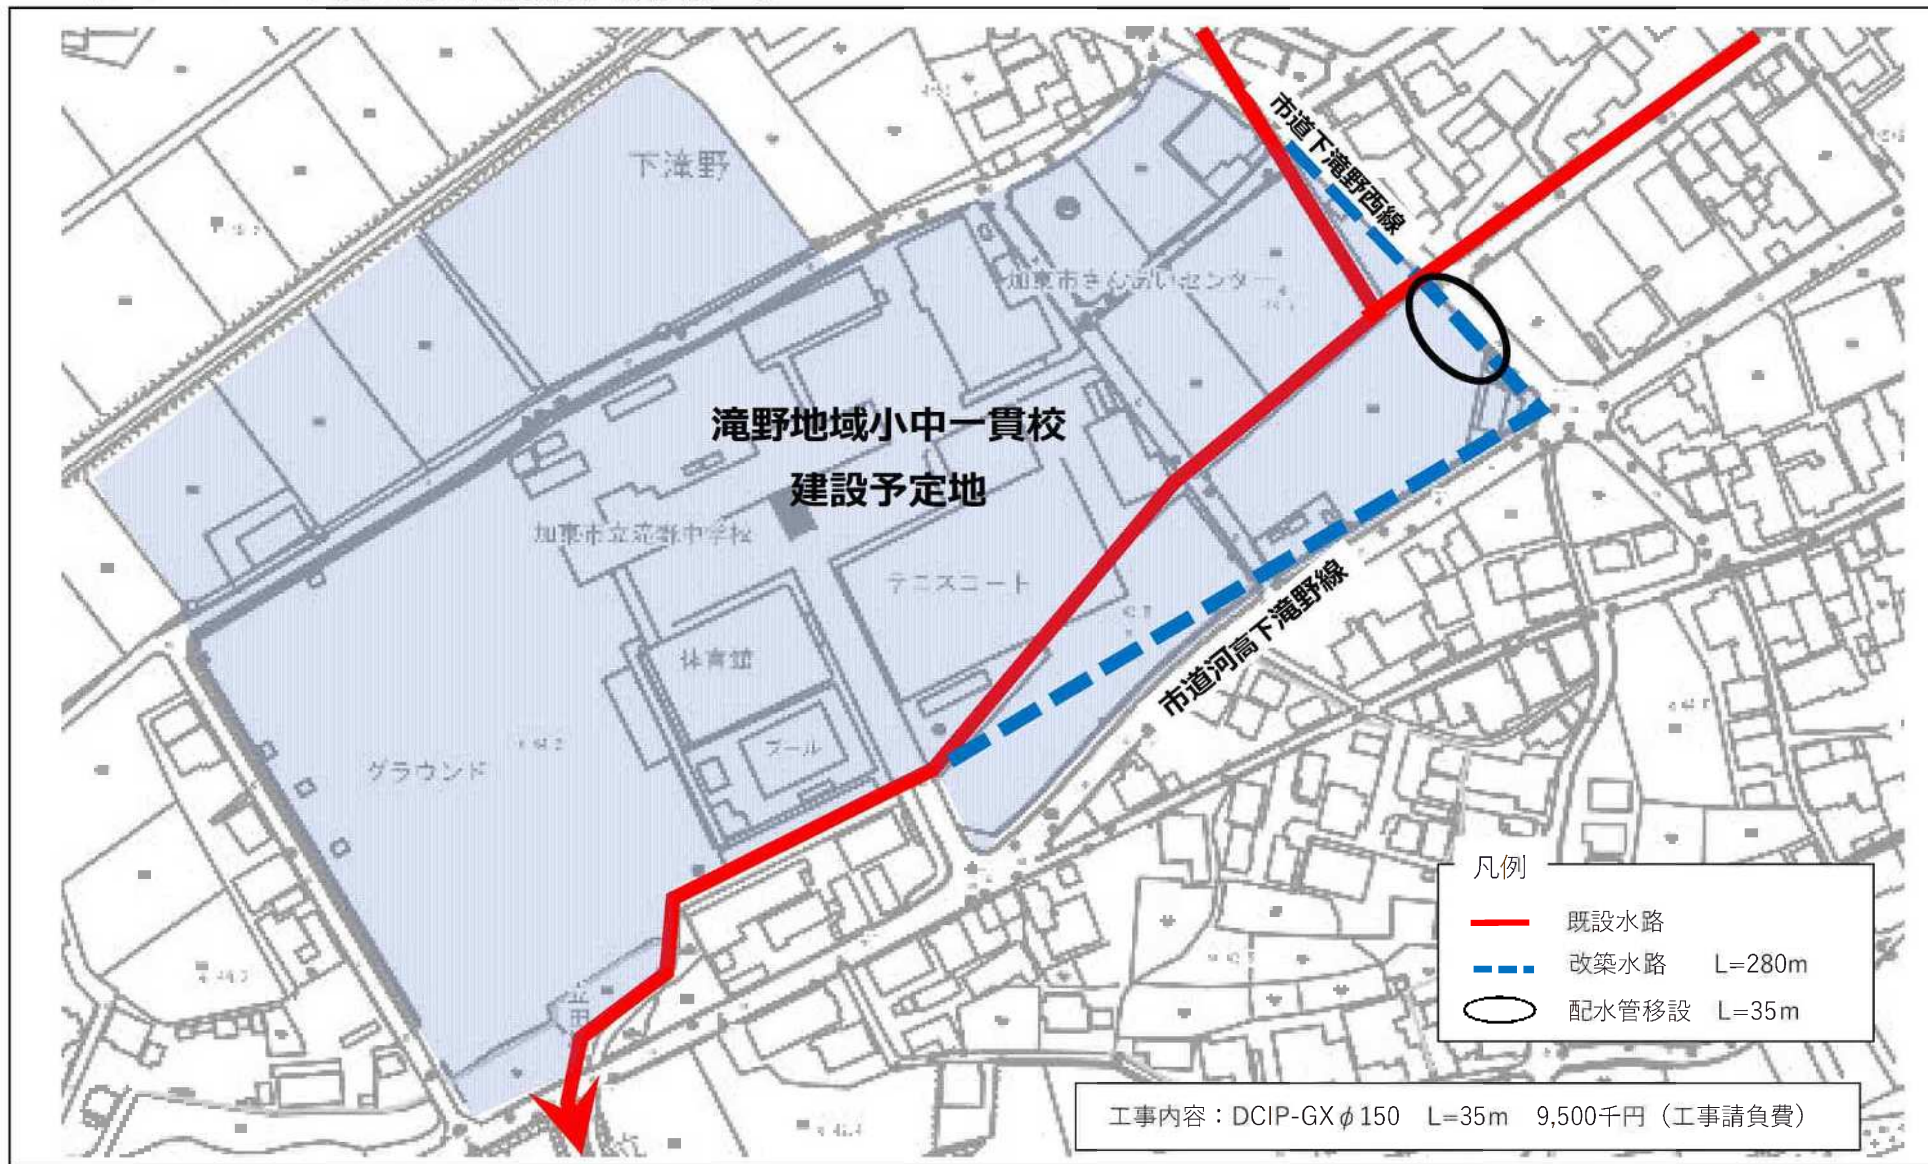 下滝野
市道下滝野西線
加東市さんあいセンター
滝野地域小中一貫校
建設予定地
加東市立滝野中学校
テニスコート
市道河高下滝野線
体育館
プール
グラウンド
凡例
既設水路
改築水路 L=280m
配水管移設 L=35m
工事内容：DCIP-GXφ150 L=35m 9,500千円（工事請負費）